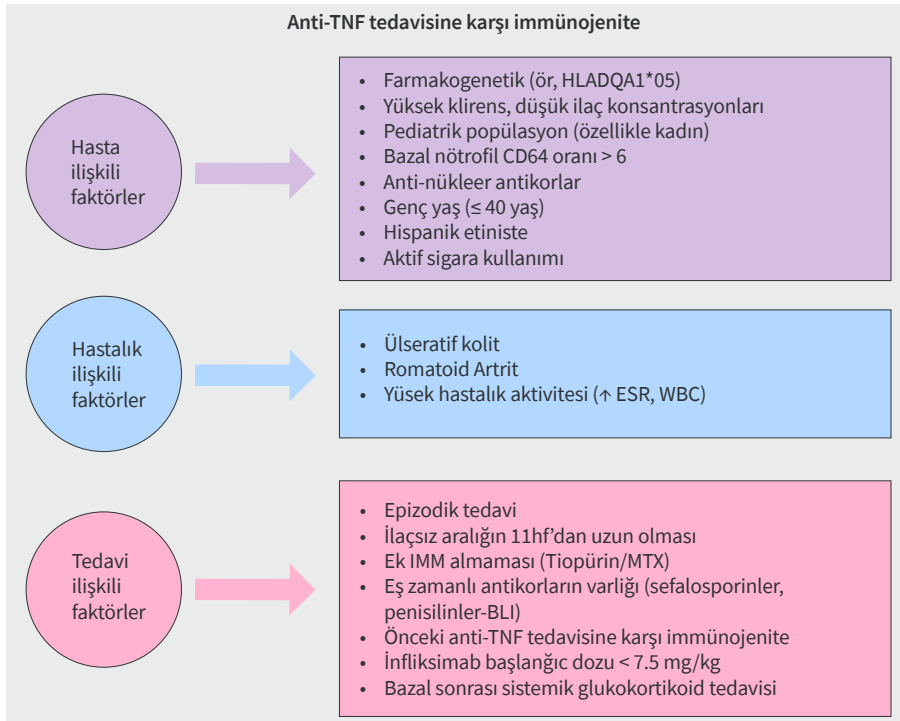 Anti-TNF tedavisine karşı immünojenite
Hasta
ilişkili
faktörler
• Farmakogenetik (ör, HLADQA1*05)
• Yüksek klirens, düşük ilaç konsantrasyonları
• Pediatrik popülasyon (özellikle kadın)
• Bazal nötrofil CD64 oranı > 6
• Anti-nükleer antikorlar
• Genç yaş (≤ 40 yaş)
• Hispanik etiniste
• Aktif sigara kullanımı
Hastalık
ilişkili
faktörler
• Ülseratif kolit
• Romatoid Artrit
• Yüsek hastalık aktivitesi (↑ ESR, WBC)
Tedavi
ilişkili
faktörler
• Epizodik tedavi
• İlaçsız aralığın 11hf’dan uzun olması
• Ek IMM almaması (Tiopürin/MTX)
• Eş zamanlı antikorların varlığı (sefalosporinler,
penisilinler-BLI)
• Önceki anti-TNF tedavisine karşı immünojenite
• İnfliksimab başlanğıc dozu < 7.5 mg/kg
• Bazal sonrası sistemik glukokortikoid tedavisi